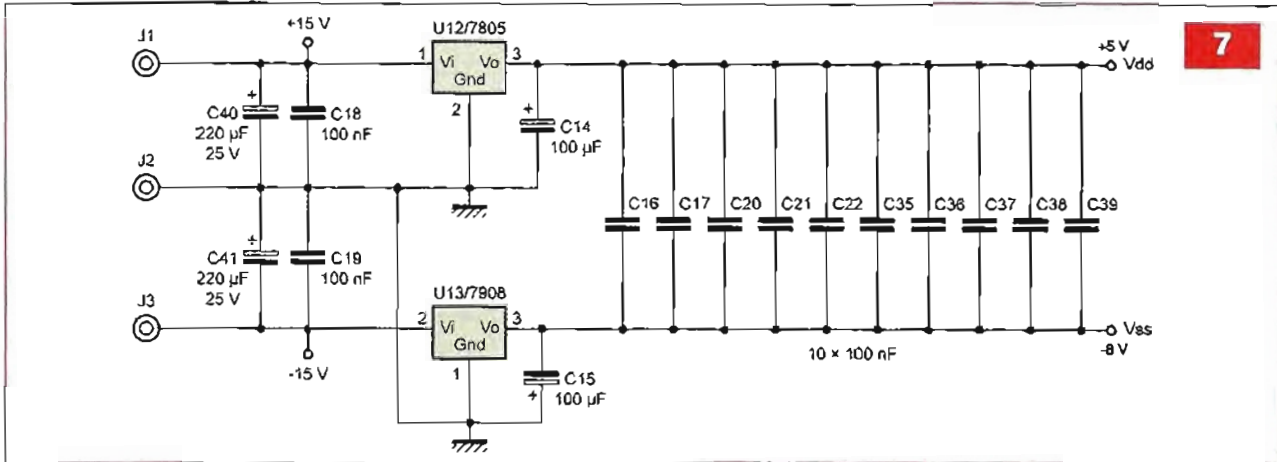 7
J1
+15 V
U12/7805
1
Vi Vo
3
Gnd
2
+5 V
Vdd
+
C40
220 µF
25 V
C18
100 nF
+
C14
100 µF
J2
C16
C17
C20
C21
C22
C35
C36
C37
C38
C39
+
C41
220 µF
25 V
C19
100 nF
J3
U13/7908
2
Vi Vo
3
Gnd
1
-15 V
C15
+
100 µF
10 × 100 nF
Vss
-8 V